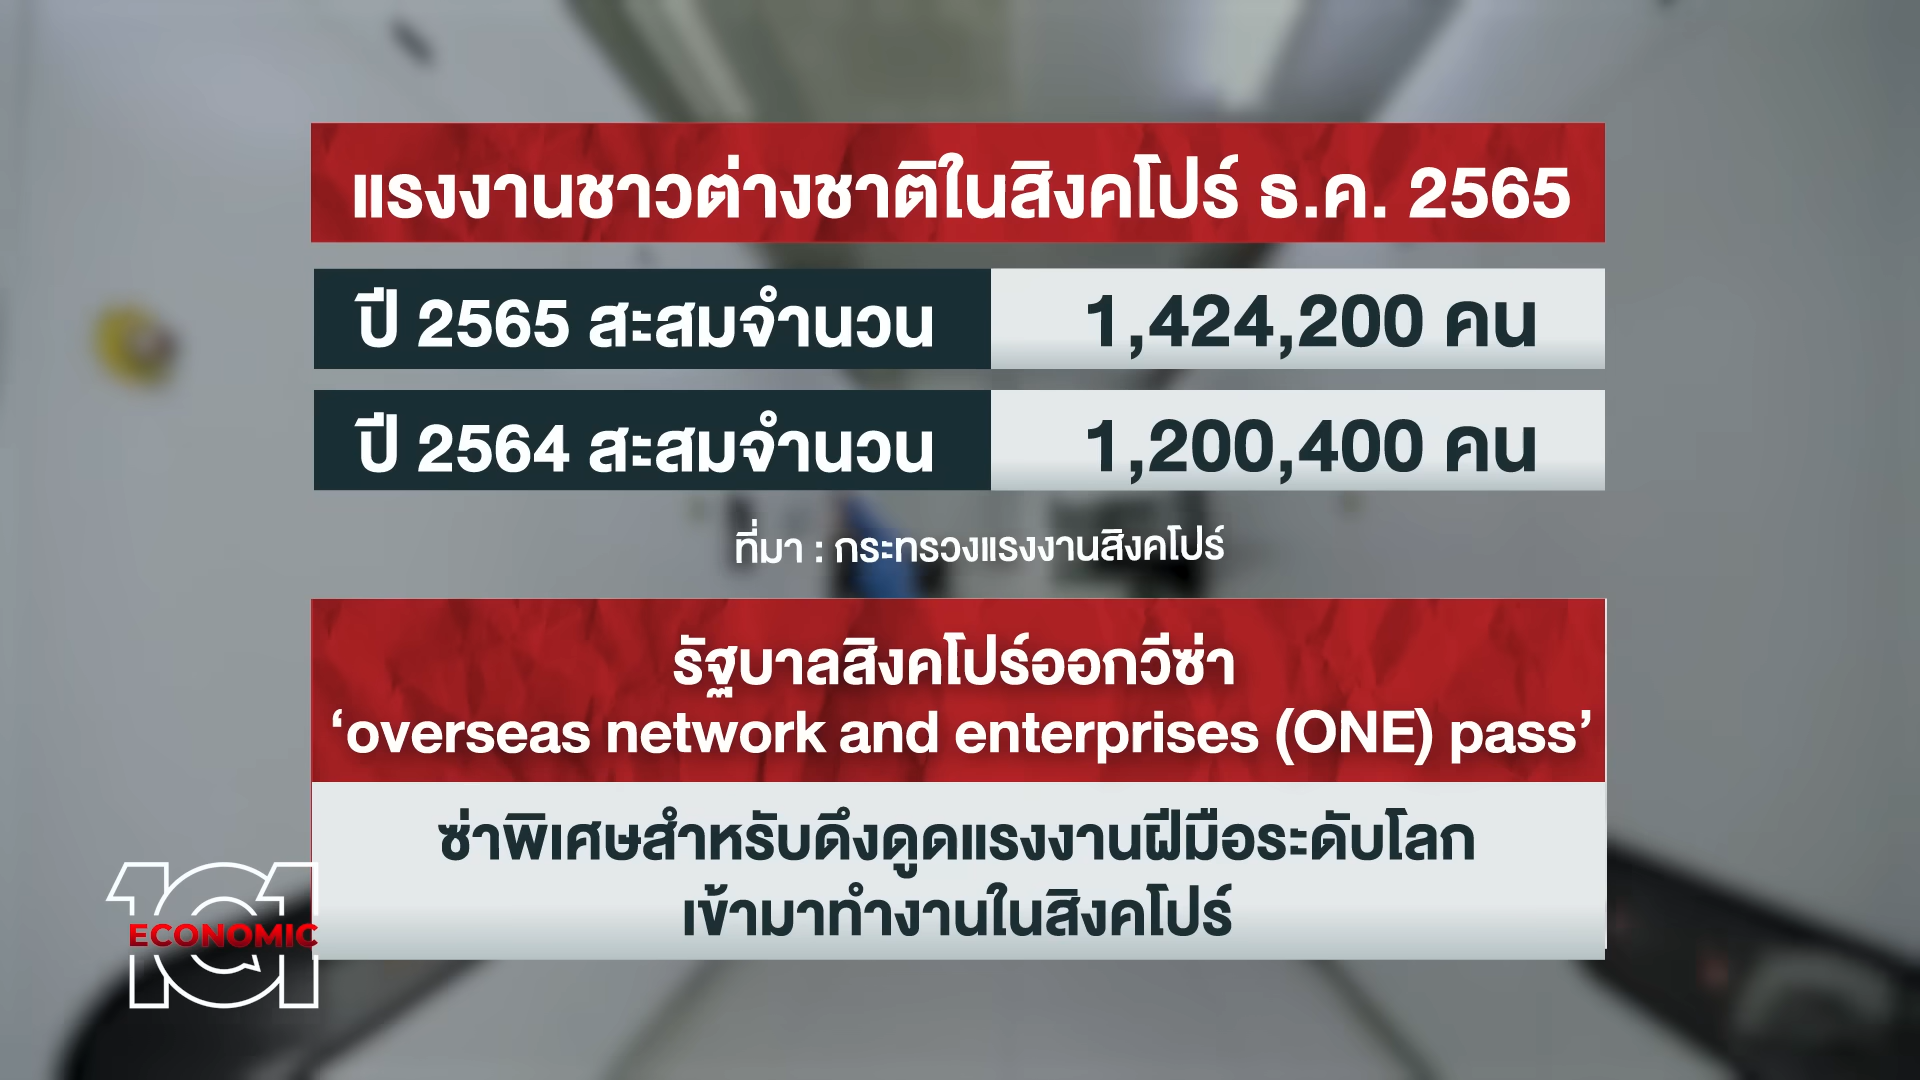 แรงงานชาวต่างชาติในสิงคโปร์ ธ.ค. 2565
ปี 2565 สะสมจำนวน 1,424,200 คน
ปี 2564 สะสมจำนวน 1,200,400 คน
ที่มา : กระทรวงแรงงานสิงคโปร์
รัฐบาลสิงคโปร์ออกวีซ่า
‘overseas network and enterprises (ONE) pass’
ซ่าพิเศษสำหรับดึงดูดแรงงานฝีมือระดับโลก
เข้ามาทำงานในสิงคโปร์
101
ECONOMIC